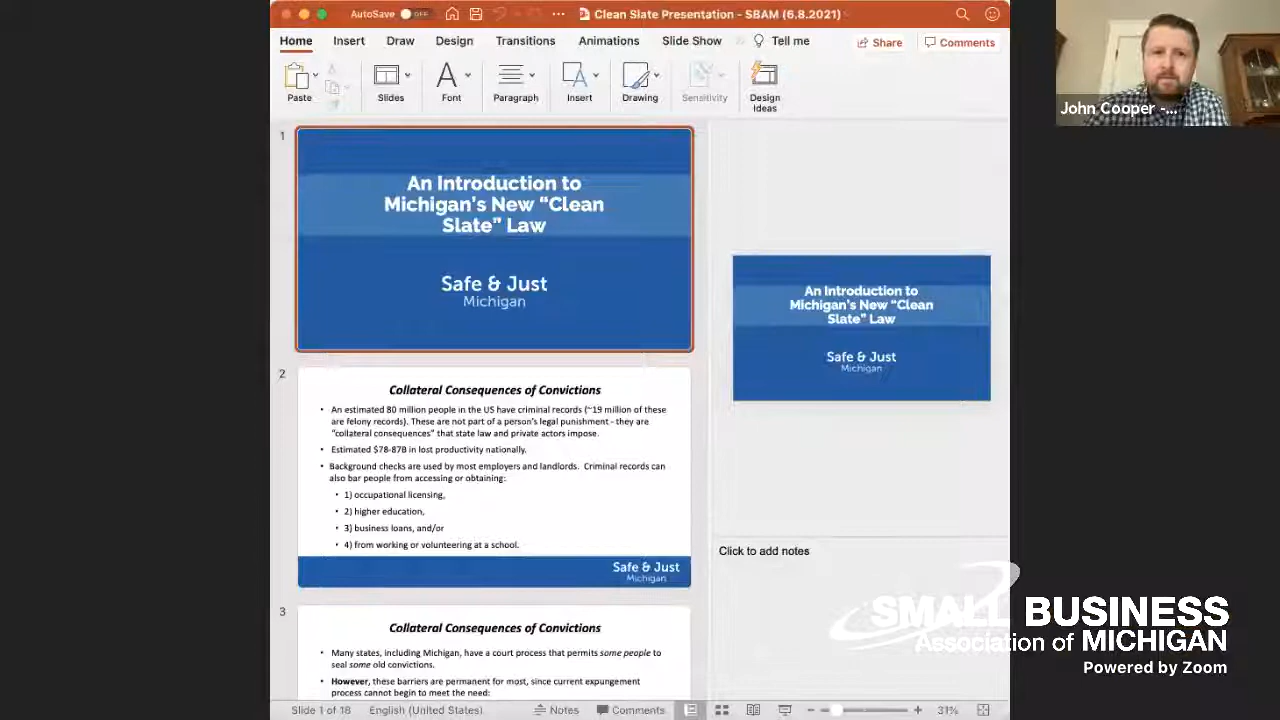 AutoSave OFF
Clean Slate Presentation - SBAM (6.8.2021)
Home Insert Draw Design Transitions Animations Slide Show Tell me Share Comments
Paste Slides Font Paragraph Insert Drawing Sensitivity Design Ideas
1
An Introduction to
Michigan's New “Clean
Slate” Law
Safe & Just
Michigan
2
Collateral Consequences of Convictions
• An estimated 80 million people in the US have criminal records (~19 million of these
are felony records). These are not part of a person's legal punishment - they are
“collateral consequences” that state law and private actors impose.
• Estimated $78-87B in lost productivity nationally.
• Background checks are used by most employers and landlords. Criminal records can
also bar people from accessing or obtaining:
• 1) occupational licensing,
• 2) higher education,
• 3) business loans, and/or
• 4) from working or volunteering at a school.
Safe & Just
Michigan
3
Collateral Consequences of Convictions
• Many states, including Michigan, have a court process that permits some people to
seal some old convictions.
• However, these barriers are permanent for most, since current expungement
process cannot begin to meet the need:
An Introduction to
Michigan's New “Clean
Slate” Law
Safe & Just
Michigan
Click to add notes
Slide 1 of 18 English (United States) Notes Comments 31%
John Cooper -...
SMALL BUSINESS
Association of MICHIGAN
Powered by Zoom